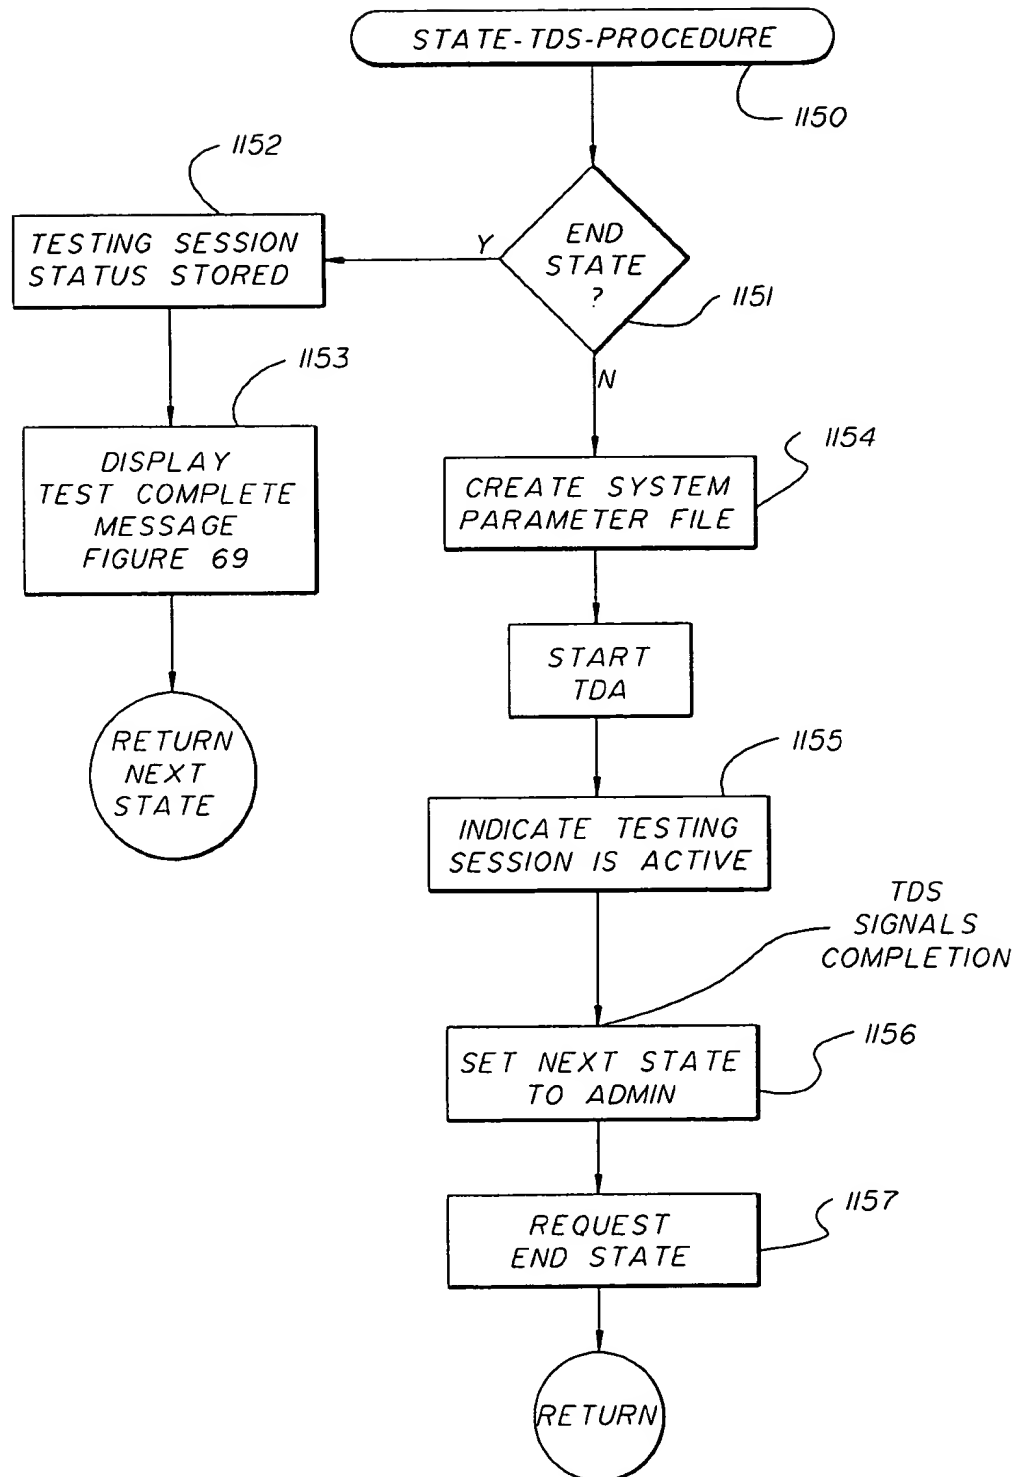 STATE-TDS-PROCEDURE
1150
END
STATE
?
1151
Y
N
1152
TESTING SESSION
STATUS STORED
1153
DISPLAY
TEST COMPLETE
MESSAGE
FIGURE 69
RETURN
NEXT
STATE
1154
CREATE SYSTEM
PARAMETER FILE
START
TDA
1155
INDICATE TESTING
SESSION IS ACTIVE
TDS
SIGNALS
COMPLETION
1156
SET NEXT STATE
TO ADMIN
1157
REQUEST
END STATE
RETURN